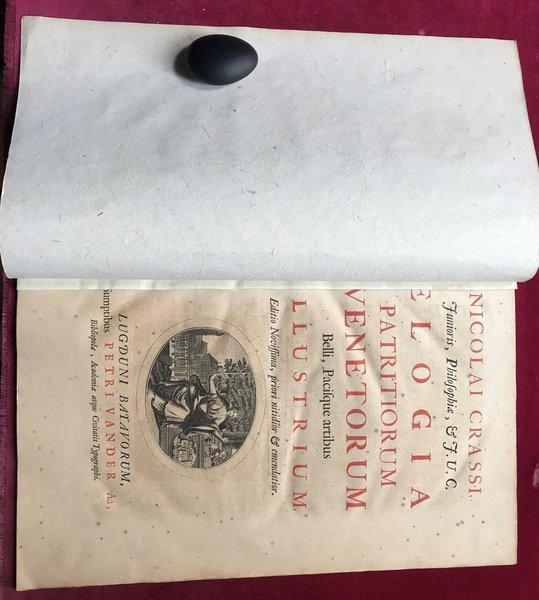 NICOLAI CRASSI,
Junioris, Philosophiæ, & J. U. C.
ELOGIA
PATRITIORUM
VENETORUM
Belli, Pacisque artibus
ILLUSTRIUM
Editio Novissima, priori nitidior & emendatior.
LUGDUNI BATAVORUM,
Sumptibus PETRI VANDER Aa,
Bibliopolæ, Academiæ atque Civitatis Typographi.